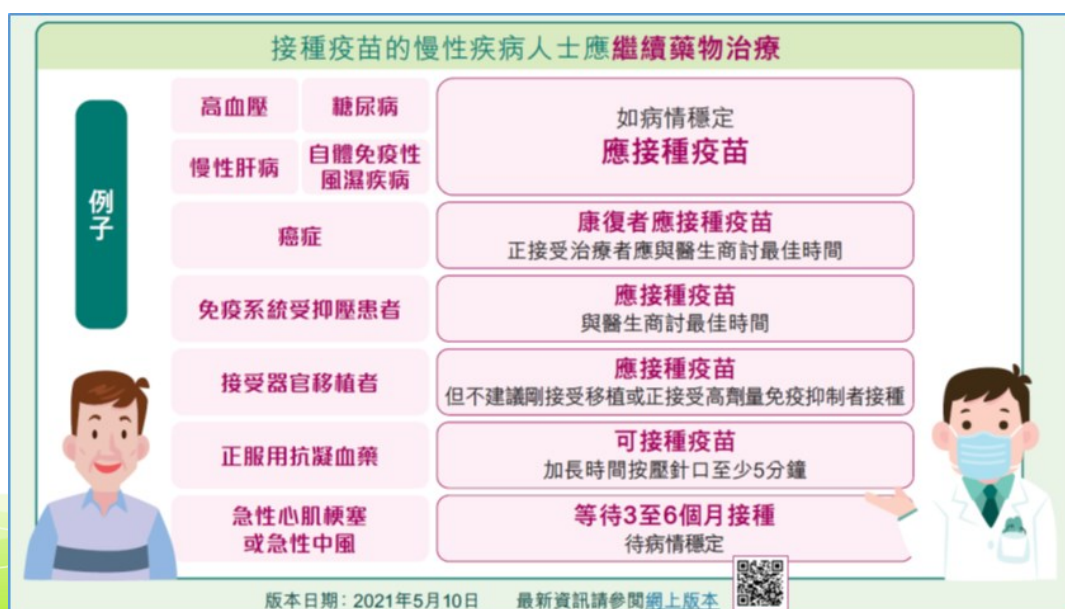 接種疫苗的慢性疾病人士應繼續藥物治療
例子
高血壓
糖尿病
慢性肝病
自體免疫性
風濕疾病
如病情穩定
應接種疫苗
癌症
康復者應接種疫苗
正接受治療者應與醫生商討最佳時間
免疫系統受抑壓患者
應接種疫苗
與醫生商討最佳時間
接受器官移植者
應接種疫苗
但不建議剛接受移植或正接受高劑量免疫抑制者接種
正服用抗凝血藥
可接種疫苗
加長時間按壓針口至少5分鐘
急性心肌梗塞
或急性中風
等待3至6個月接種
待病情穩定
版本日期：2021年5月10日 最新資訊請參閱網上版本